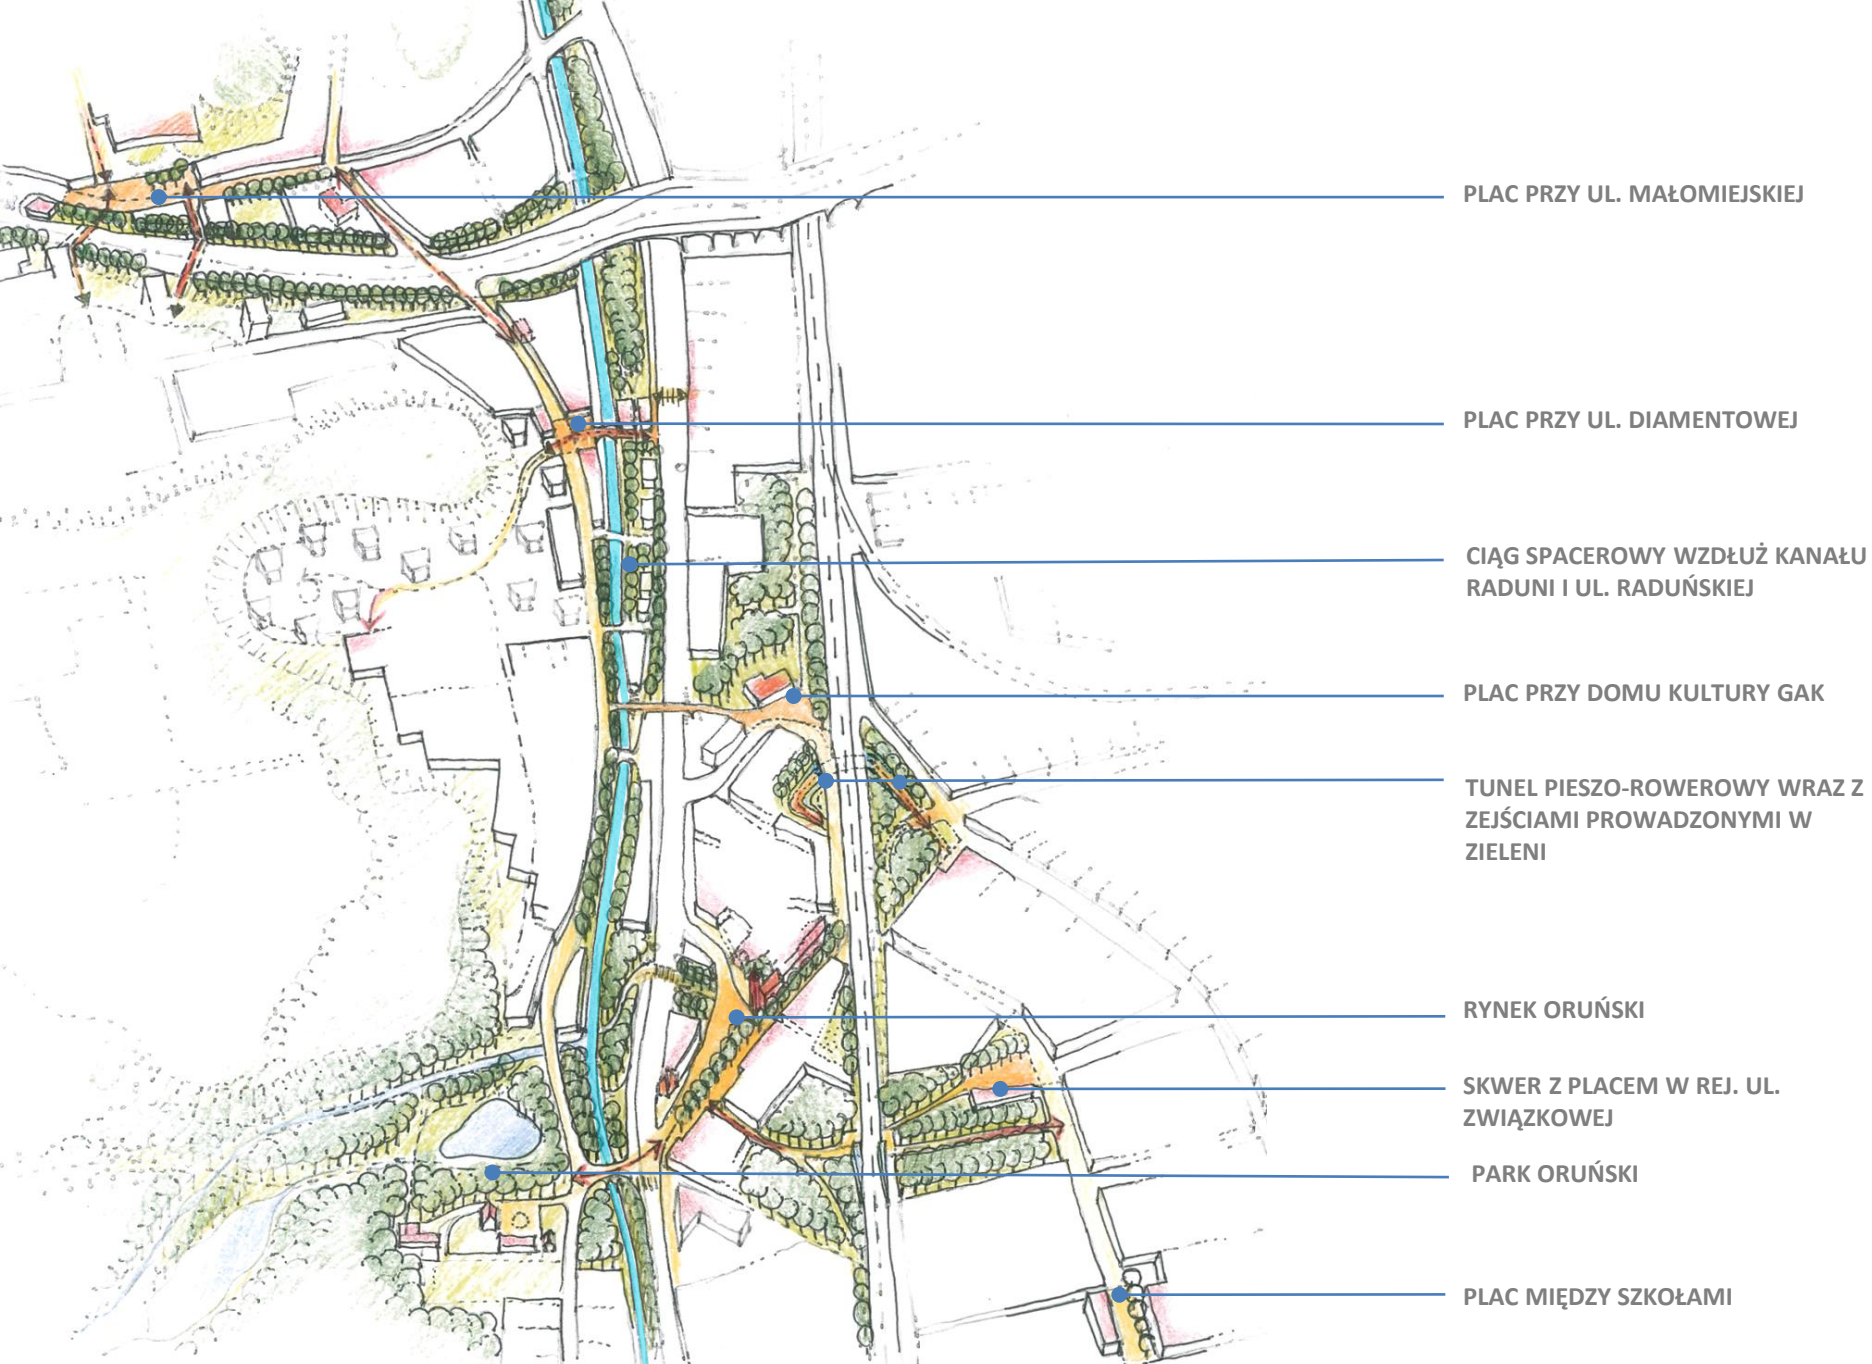 PLAC PRZY UL. MAŁOMIEJSKIEJ
PLAC PRZY UL. DIAMENTOWEJ
CIĄG SPACEROWY WZDŁUŻ KANAŁU
RADUNI I UL. RADUŃSKIEJ
PLAC PRZY DOMU KULTURY GAK
TUNEL PIESZO-ROWEROWY WRAZ Z
ZEJŚCIAMI PROWADZONYMI W
ZIELENI
RYNEK ORUŃSKI
SKWER Z PLACEM W REJ. UL.
ZWIĄZKOWEJ
PARK ORUŃSKI
PLAC MIĘDZY SZKOŁAMI